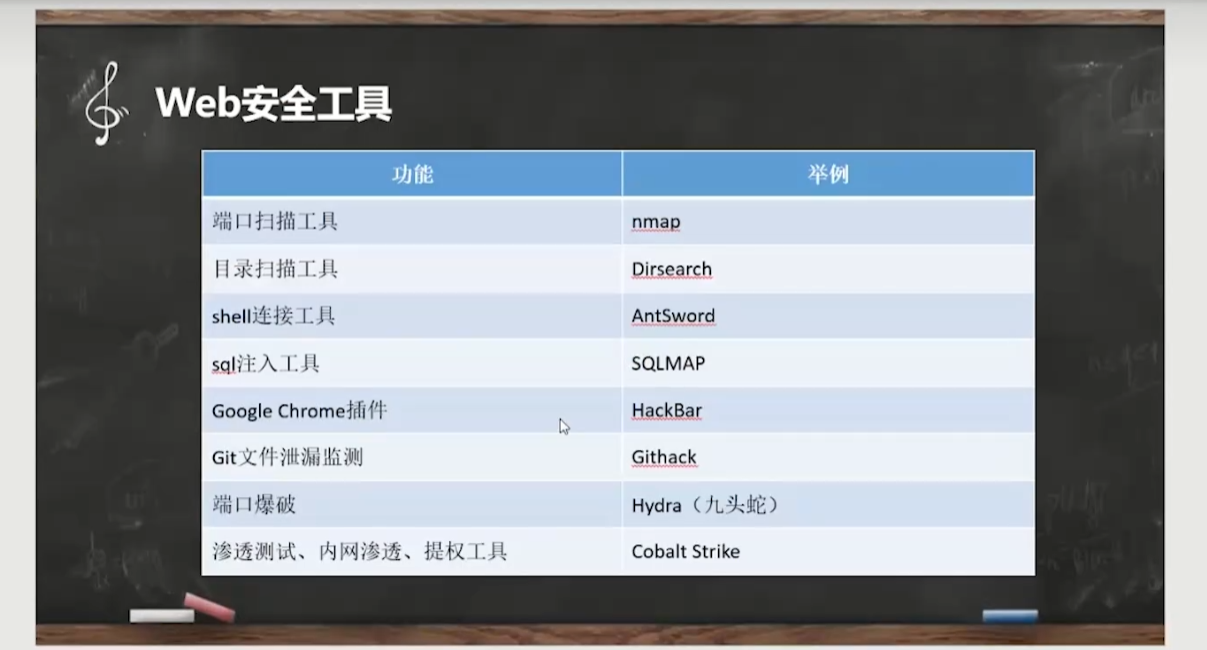 Web安全工具
功能 举例
端口扫描工具 nmap
目录扫描工具 Dirsearch
shell连接工具 AntSword
sql注入工具 SQLMAP
Google Chrome插件 HackBar
Git文件泄漏监测 Githack
端口爆破 Hydra（九头蛇）
渗透测试、内网渗透、提权工具 Cobalt Strike